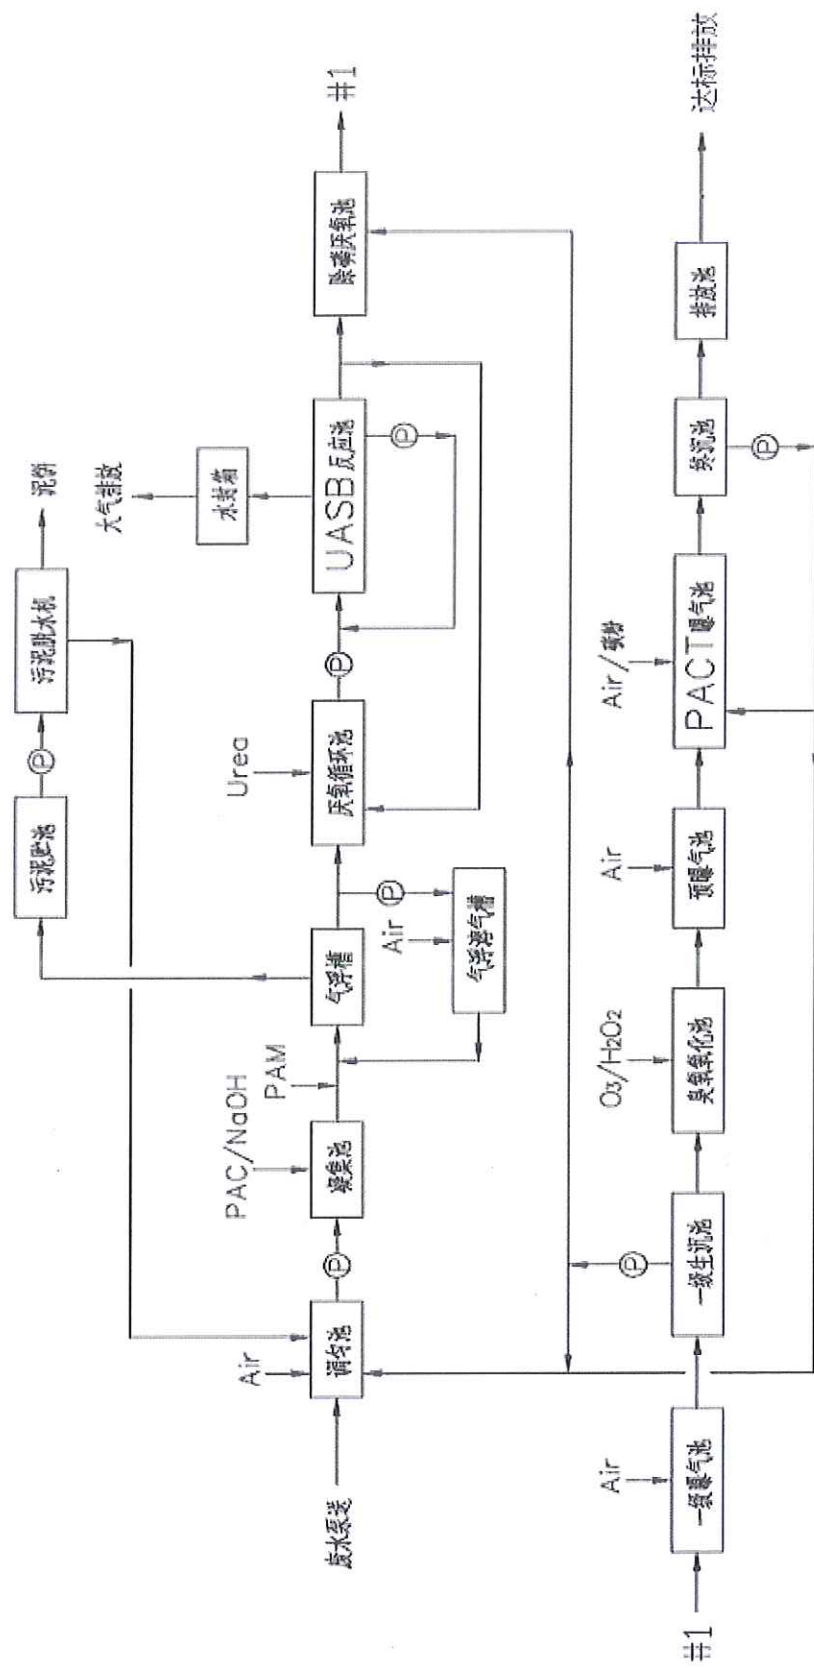 污泥贮池
P
污泥脱水机
泥饼
大气排放
水封箱
废水泵送
Air
调匀池
P
PAC/NaOH
凝集池
PAM
气浮槽
P
Air
气浮溶气槽
Urea
厌氧循环池
P
UASB反应池
P
除磷厌氧池
#1
#1
Air
一级曝气池
一级生沉池
P
O3/H2O2
臭氧氧化池
Air
预曝气池
Air/碳粉
PACT曝气池
终沉池
P
排放池
达标排放